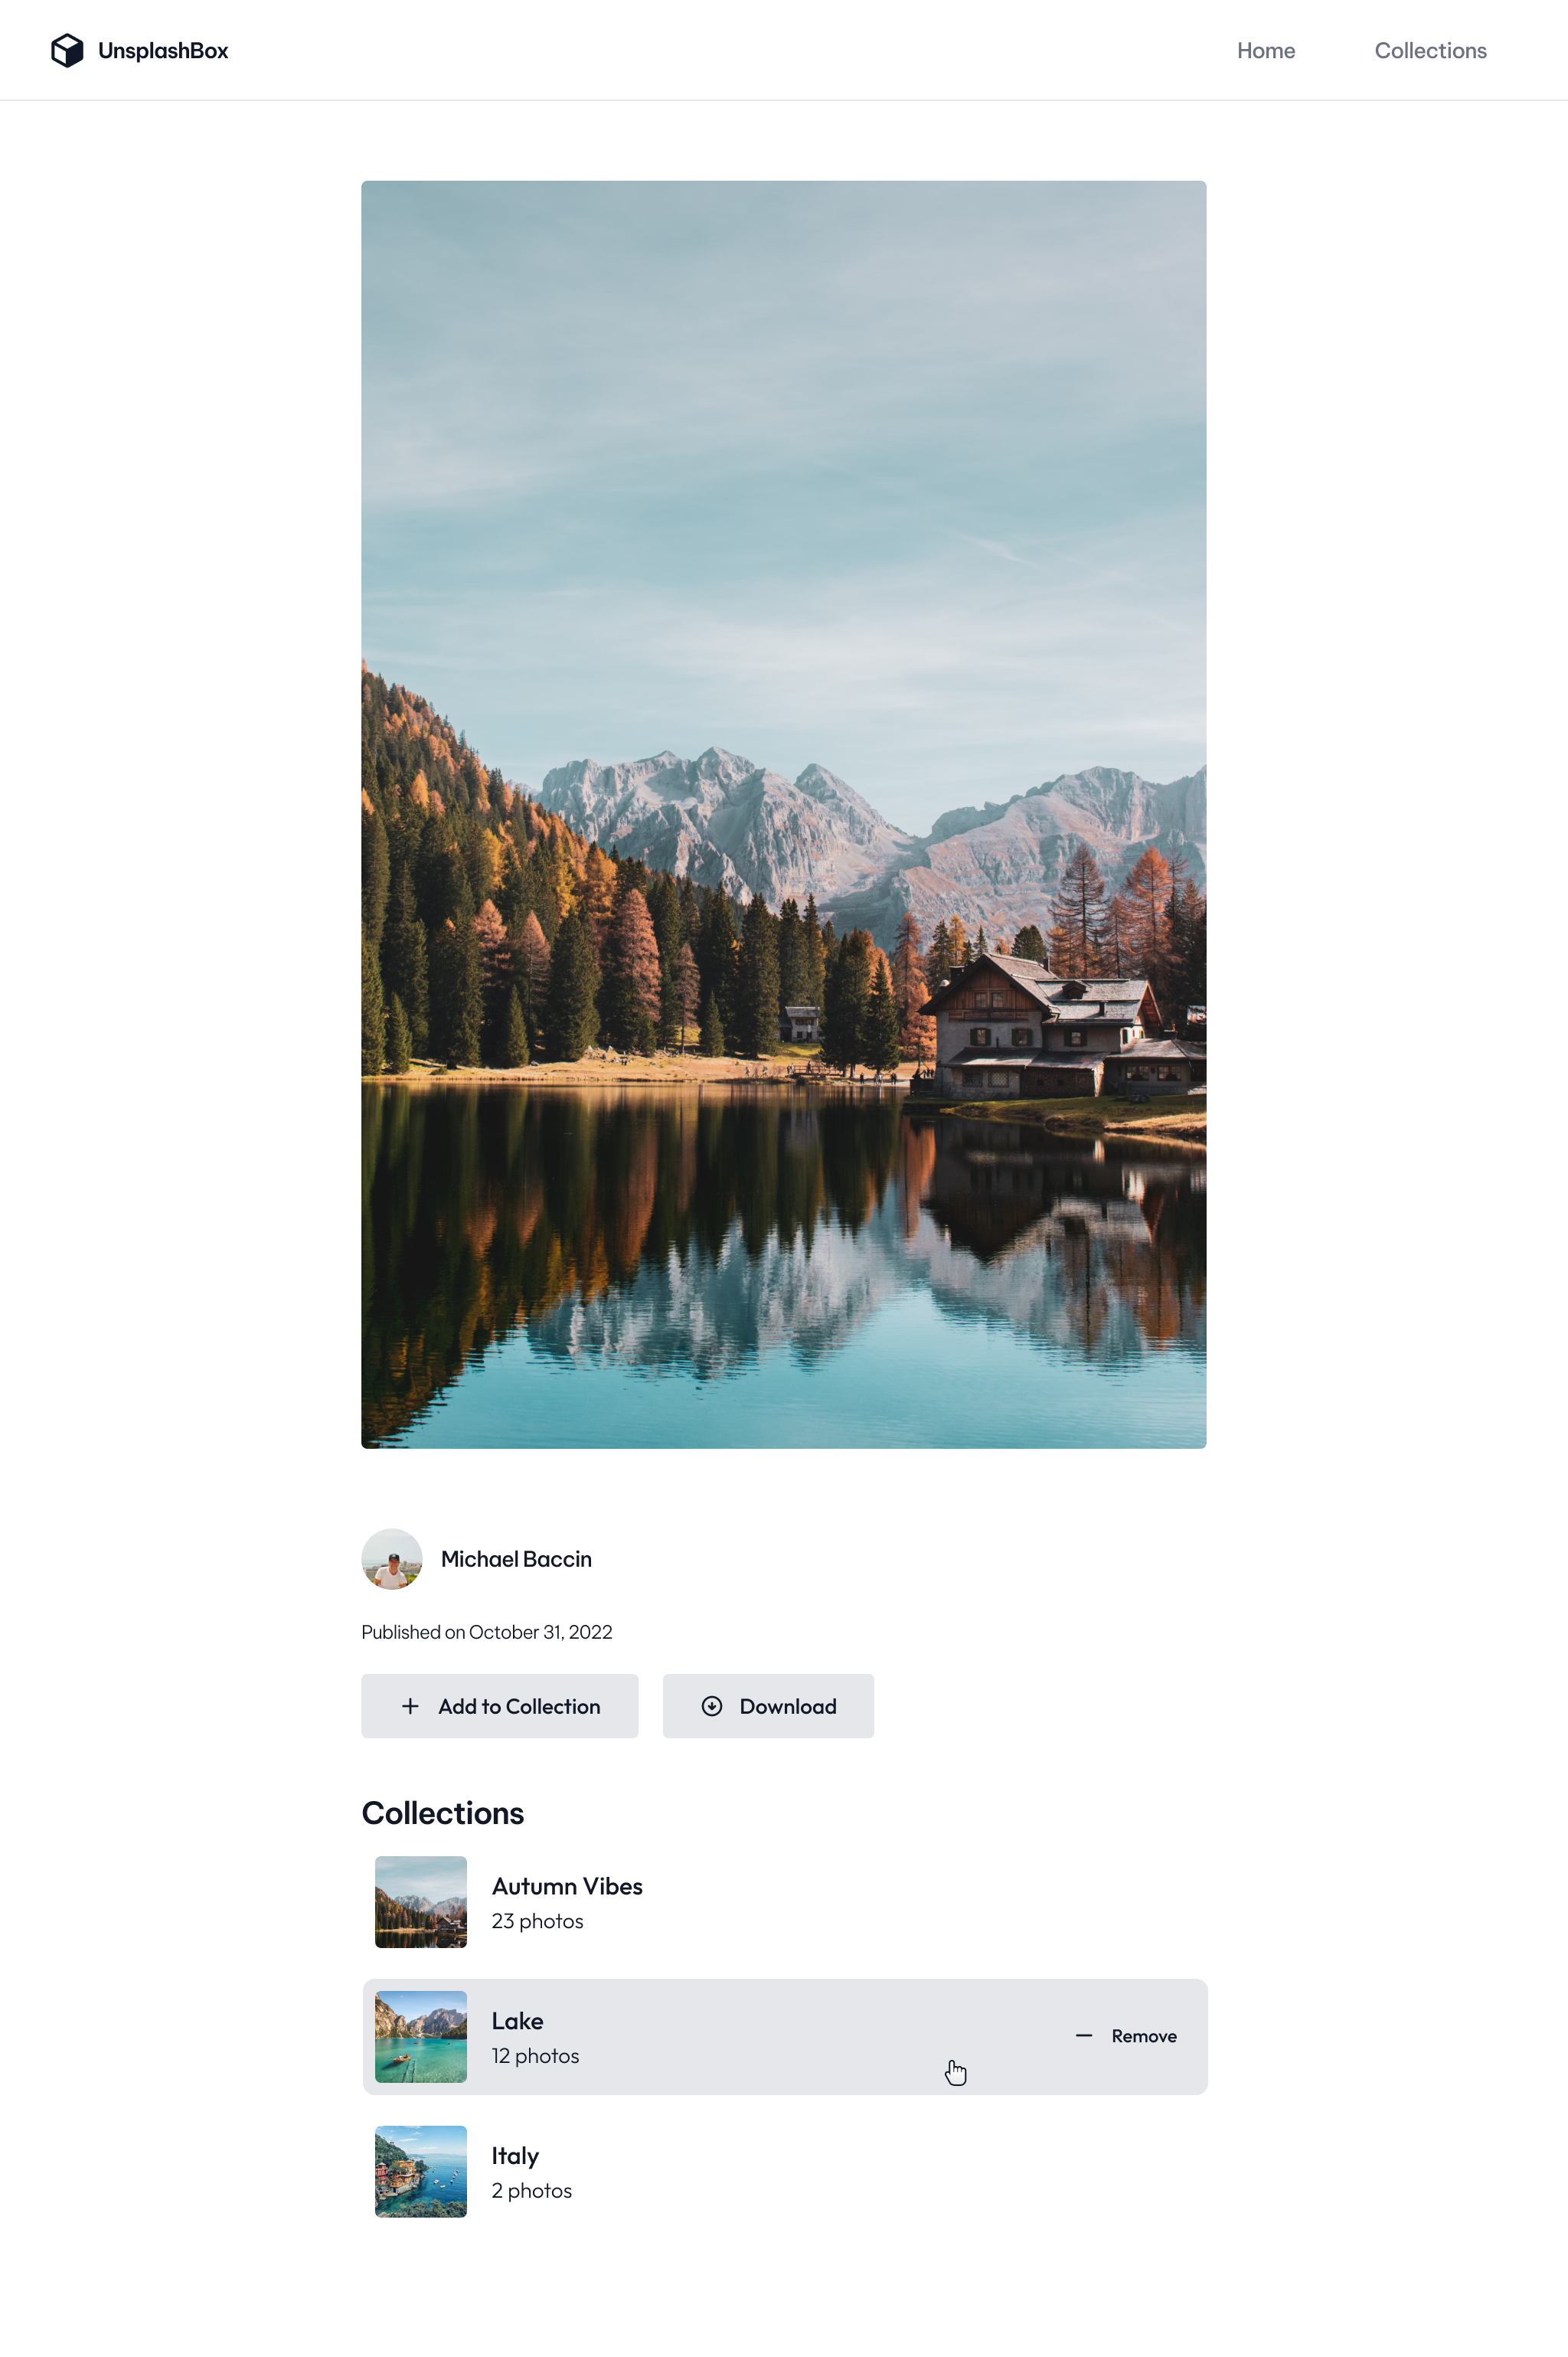 UnsplashBox
Home
Collections
Michael Baccin
Published on October 31, 2022
Add to Collection
Download
Collections
Autumn Vibes
23 photos
Lake
12 photos
Remove
Italy
2 photos